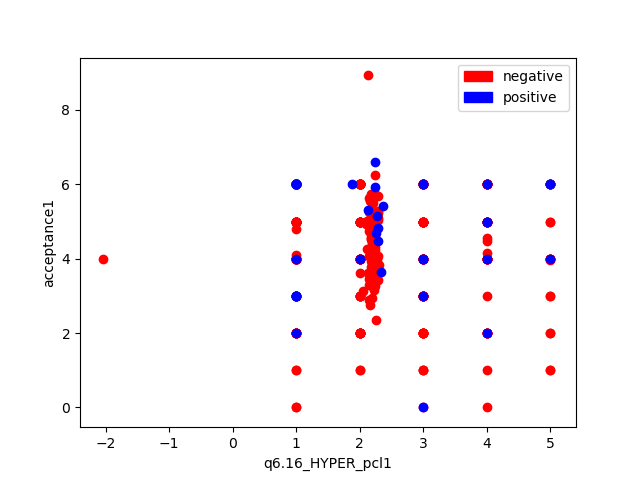 negative
positive
8
6
4
2
0
acceptance1
−2 −1 0 1 2 3 4 5
q6.16_HYPER_pcl1